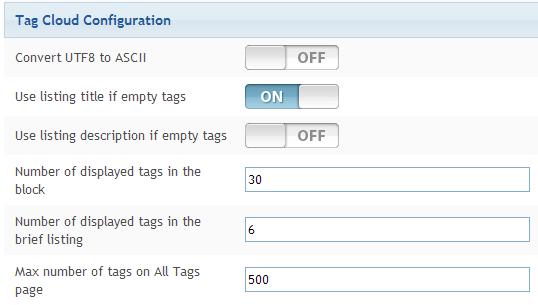 Tag Cloud Configuration
Convert UTF8 to ASCII OFF
Use listing title if empty tags ON
Use listing description if empty tags OFF
Number of displayed tags in the
block
30
Number of displayed tags in the
brief listing
6
Max number of tags on All Tags
page
500